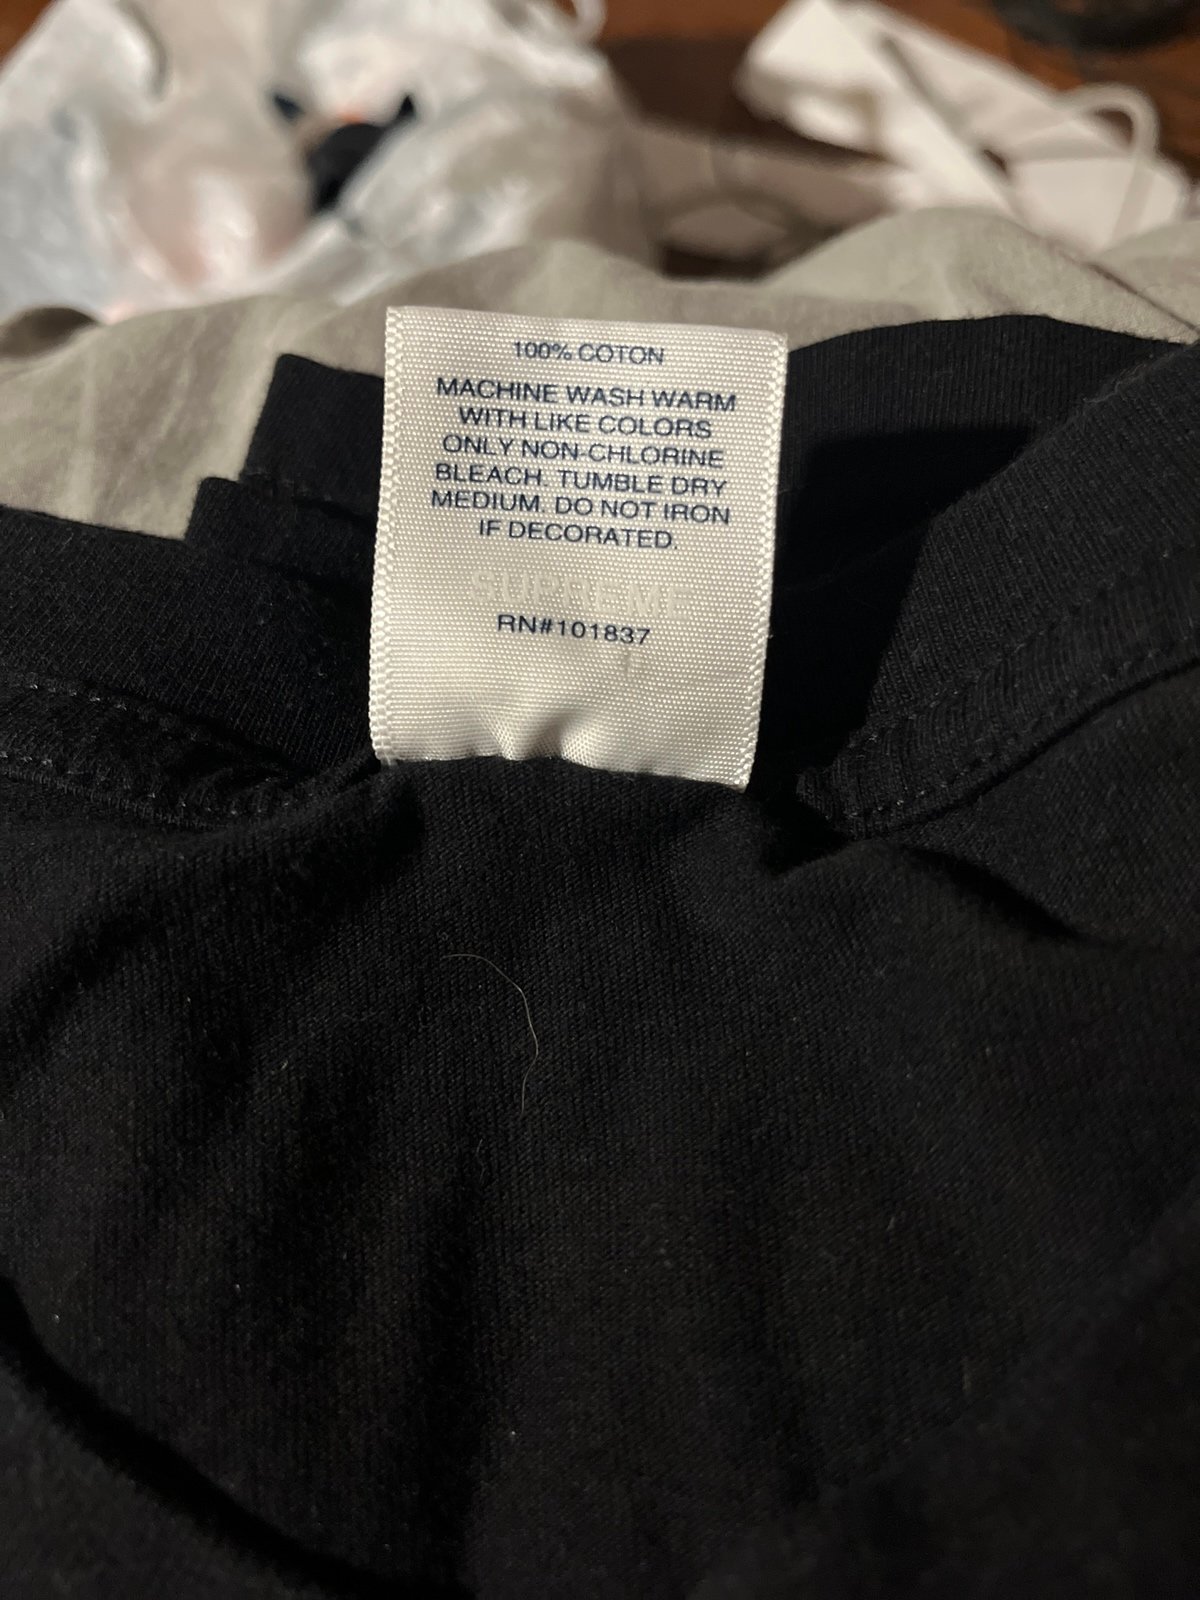 100% COTON
MACHINE WASH WARM
WITH LIKE COLORS
ONLY NON-CHLORINE
BLEACH. TUMBLE DRY
MEDIUM. DO NOT IRON
IF DECORATED.
SUPREME
RN#101837